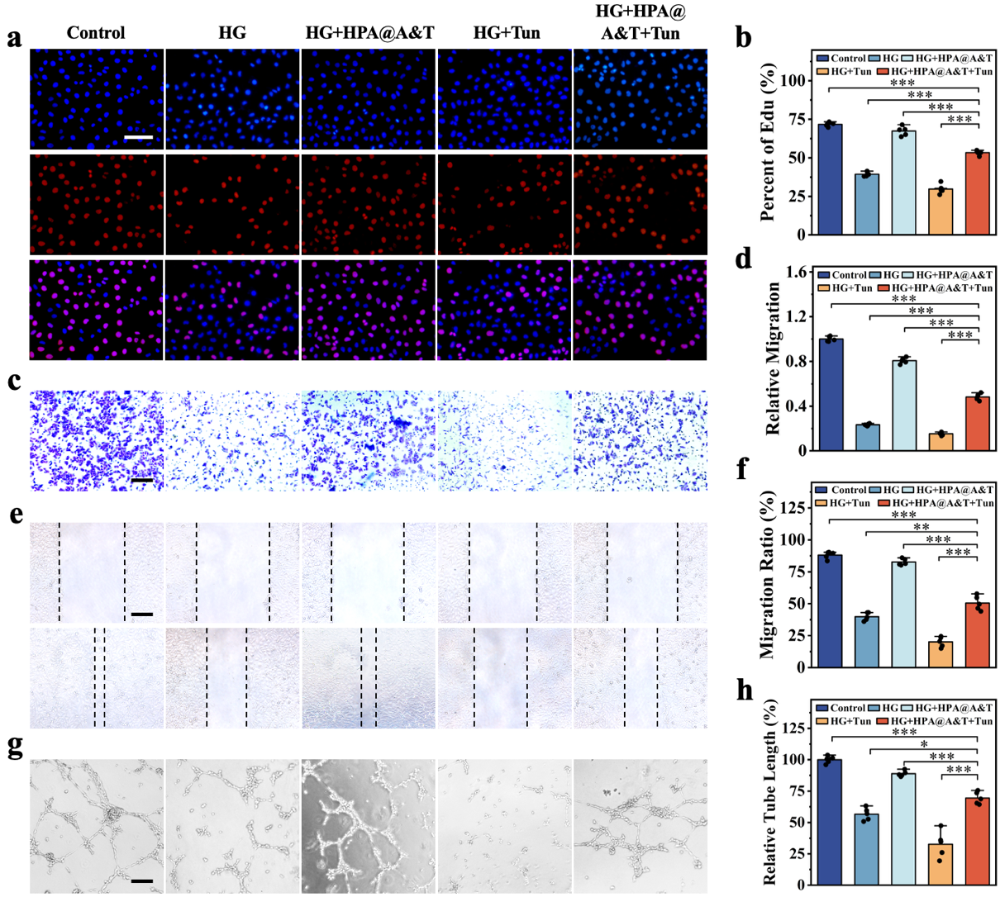 a
Control
HG
HG+HPA@A&T
HG+Tun
HG+HPA@
A&T+Tun
b
Control HG HG+HPA@A&T
HG+Tun HG+HPA@A&T+Tun
Percent of Edu (%)
100
75
50
25
0
***
***
***
***
c
d
Control HG HG+HPA@A&T
HG+Tun HG+HPA@A&T+Tun
Relative Migration
1.6
1.2
0.8
0.4
0
***
***
***
***
e
f
Control HG HG+HPA@A&T
HG+Tun HG+HPA@A&T+Tun
Migration Ratio (%)
125
100
75
50
25
0
***
**
***
***
g
h
Control HG HG+HPA@A&T
HG+Tun HG+HPA@A&T+Tun
Relative Tube Length (%)
125
100
75
50
25
0
***
*
***
***